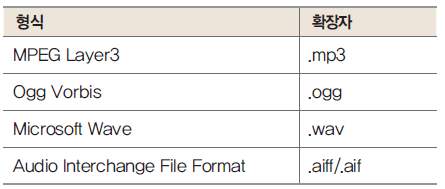 형식 확장자
MPEG Layer3 .mp3
Ogg Vorbis .ogg
Microsoft Wave .wav
Audio Interchange File Format .aiff/.aif